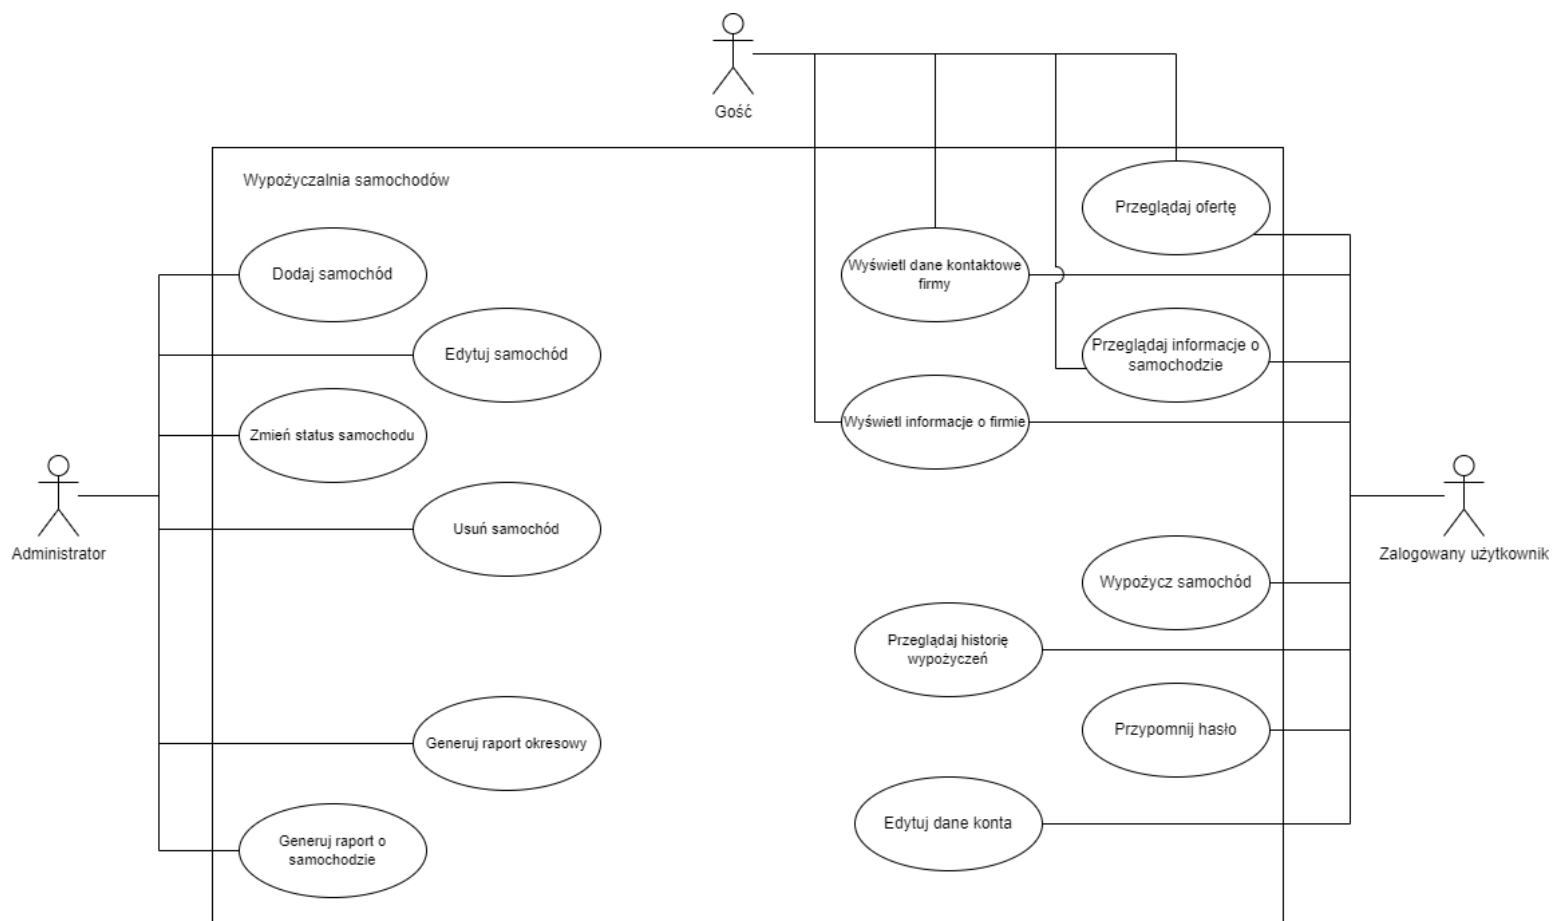 Gość
Wypożyczalnia samochodów
Przeglądaj ofertę
Dodaj samochód
Wyświetl dane kontaktowe
firmy
Edytuj samochód
Przeglądaj informacje o
samochodzie
Zmień status samochodu
Wyświetl informacje o firmie
Administrator
Usuń samochód
Zalogowany użytkownik
Wypożycz samochód
Przeglądaj historię
wypożyczeń
Generuj raport okresowy
Przypomnij hasło
Edytuj dane konta
Generuj raport o
samochodzie